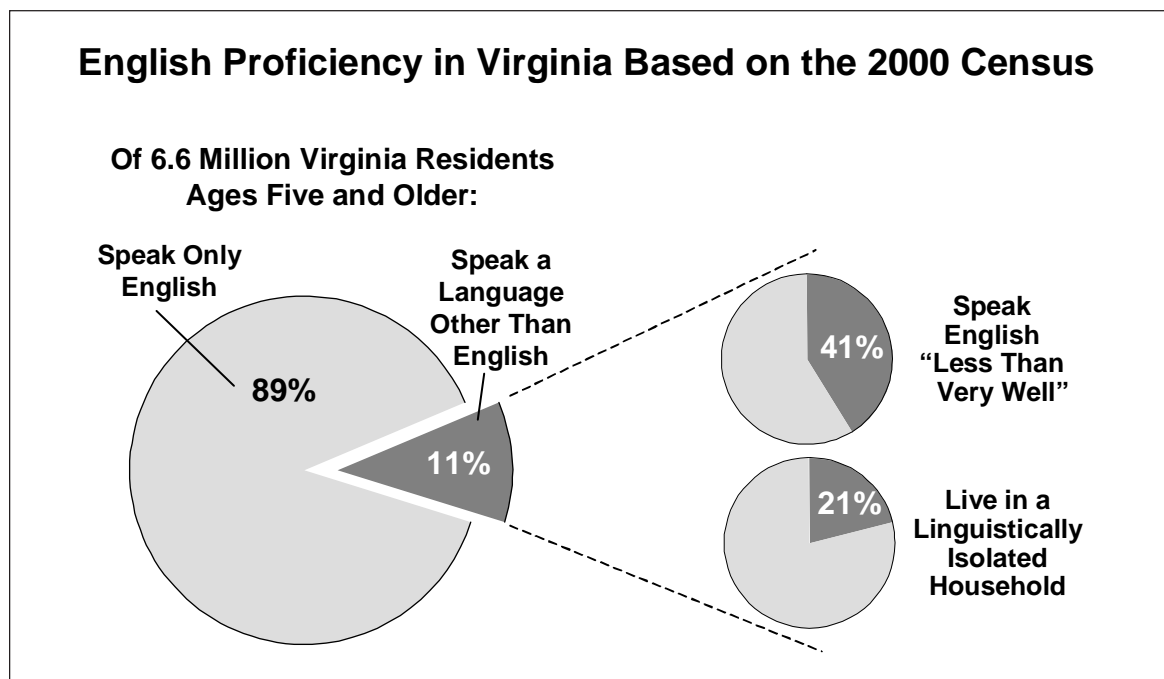 English Proficiency in Virginia Based on the 2000 Census
Of 6.6 Million Virginia Residents
Ages Five and Older:
Speak Only
English
89%
Speak a
Language
Other Than
English
11%
41%
Speak
English
“Less Than
Very Well”
21%
Live in a
Linguistically
Isolated
Household